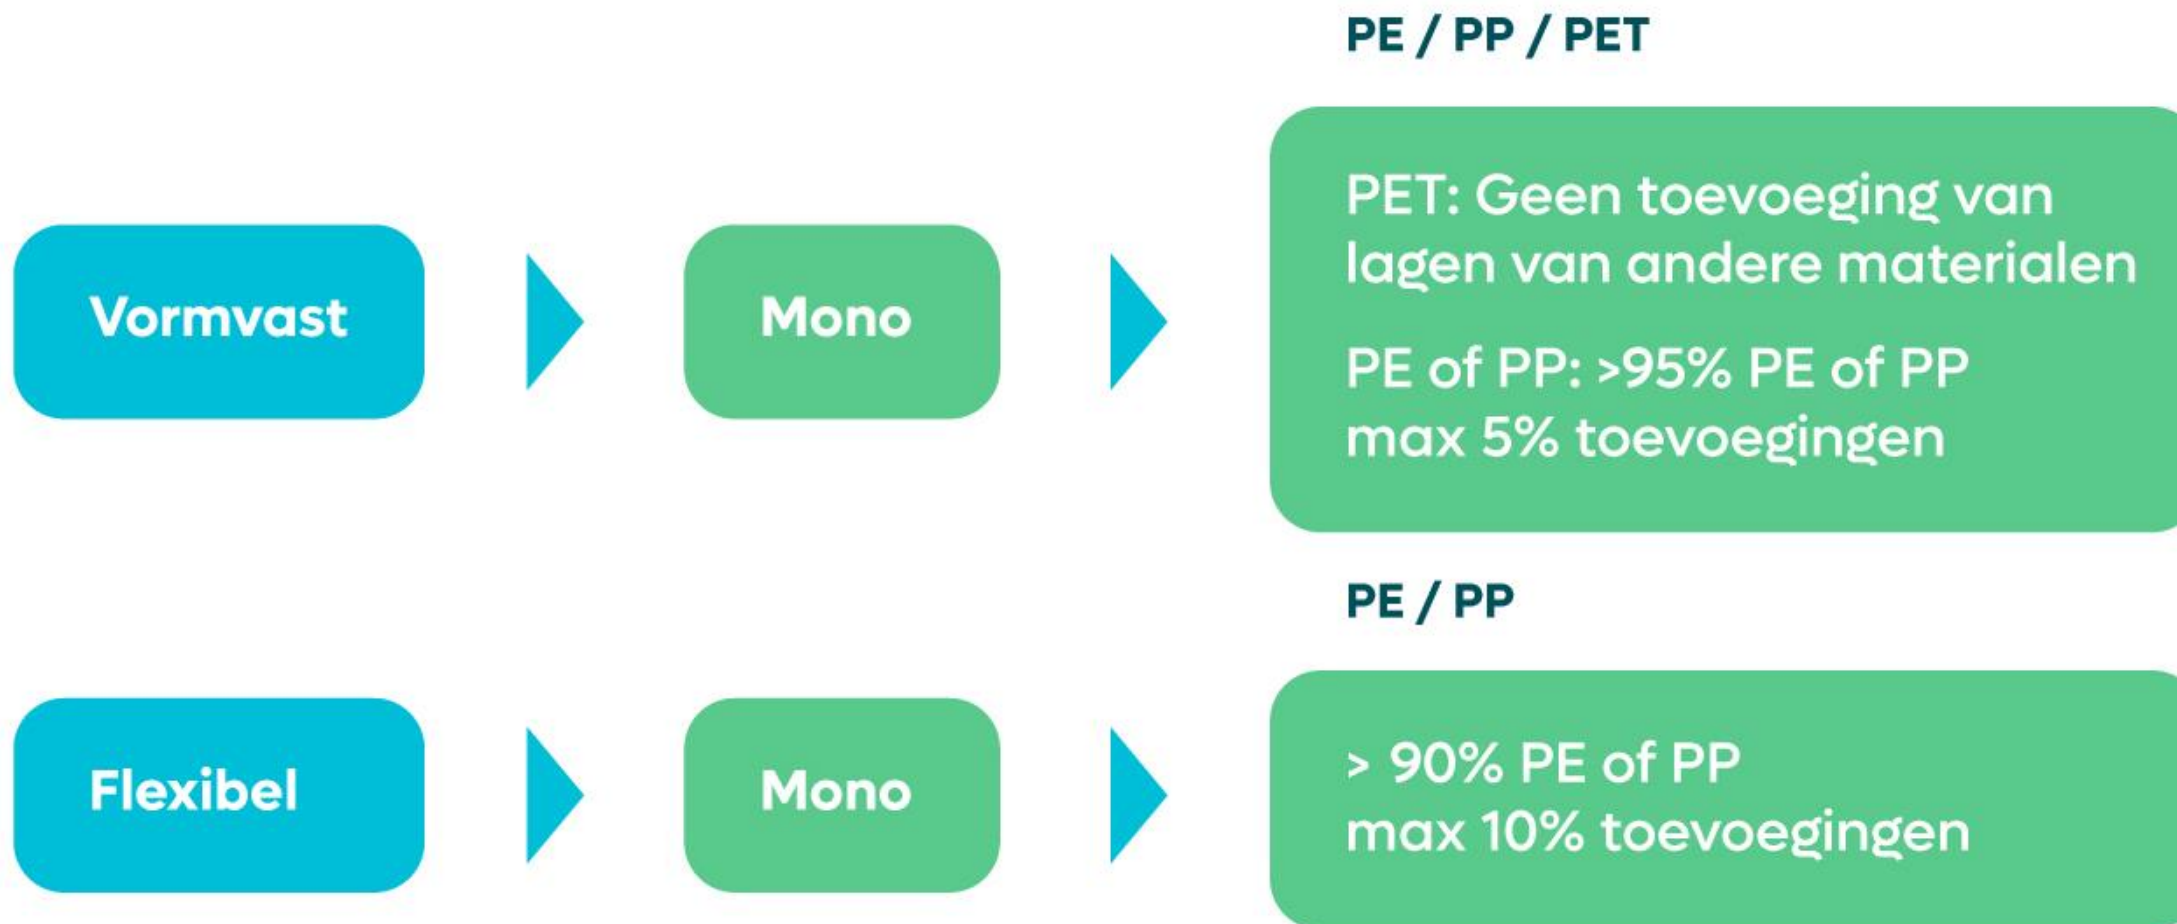 PE / PP / PET
Vormvast
Mono
PET: Geen toevoeging van
lagen van andere materialen
PE of PP: >95% PE of PP
max 5% toevoegingen
PE / PP
Flexibel
Mono
> 90% PE of PP
max 10% toevoegingen